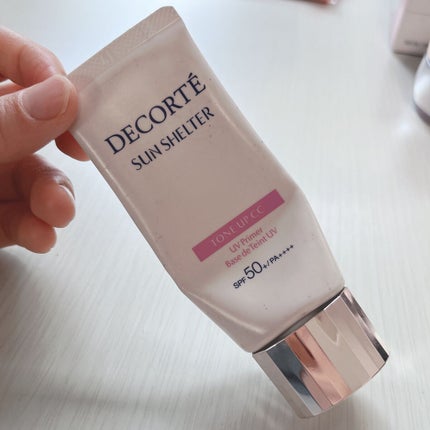 DECORTÉ
SUN SHELTER
TONE UP CC
UV Primer
Base de Teint UV
SPF50+/PA++++